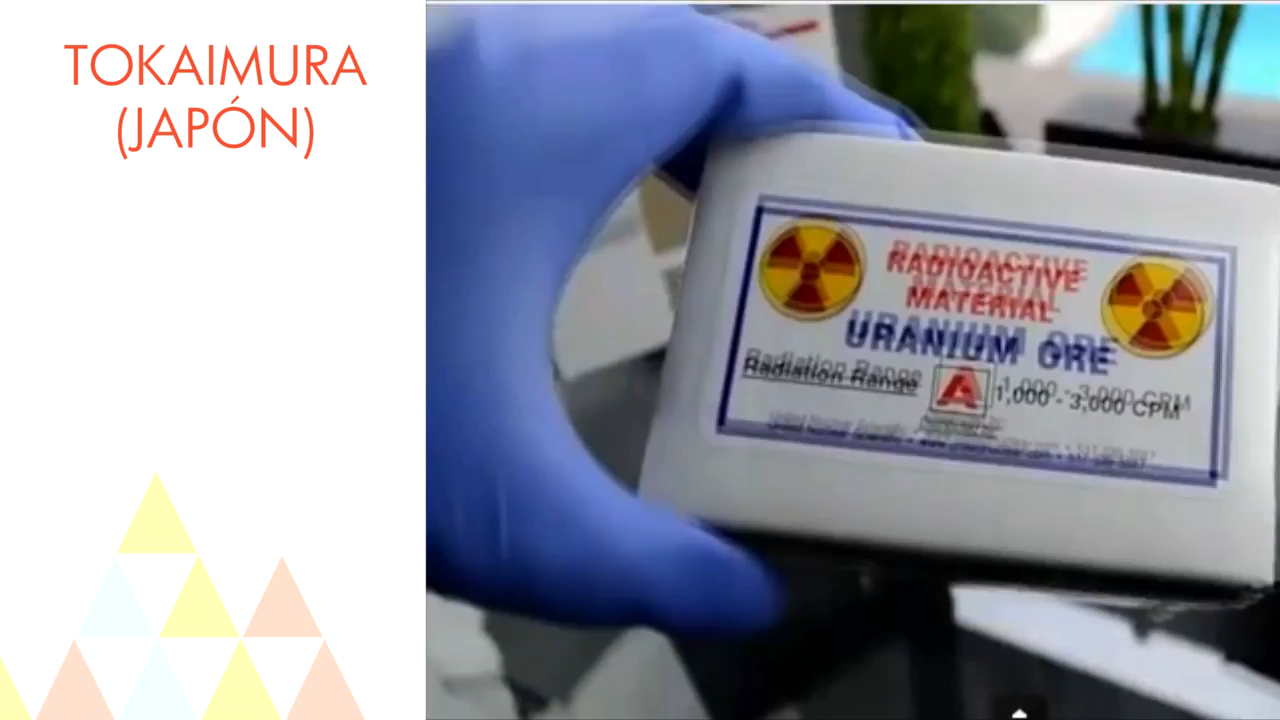 TOKAIMURA
(JAPÓN)
RADIOACTIVE
MATERIAL
URANIUM ORE
Radiation Range A 1,000 - 3,000 CPM